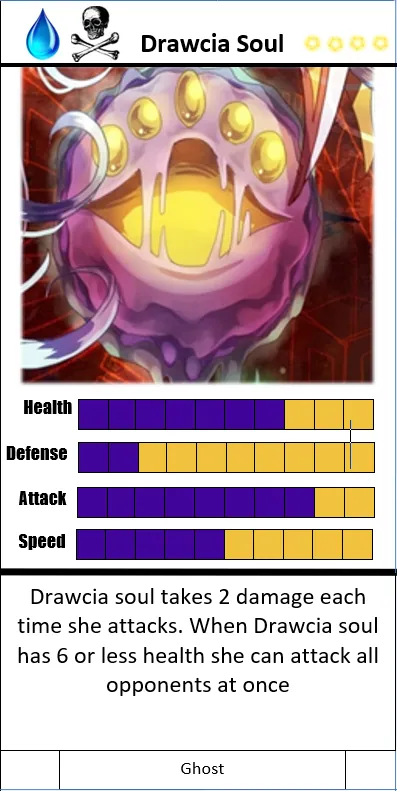 Drawcia Soul
Health
Defense
Attack
Speed
Drawcia soul takes 2 damage each
time she attacks. When Drawcia soul
has 6 or less health she can attack all
opponents at once
Ghost